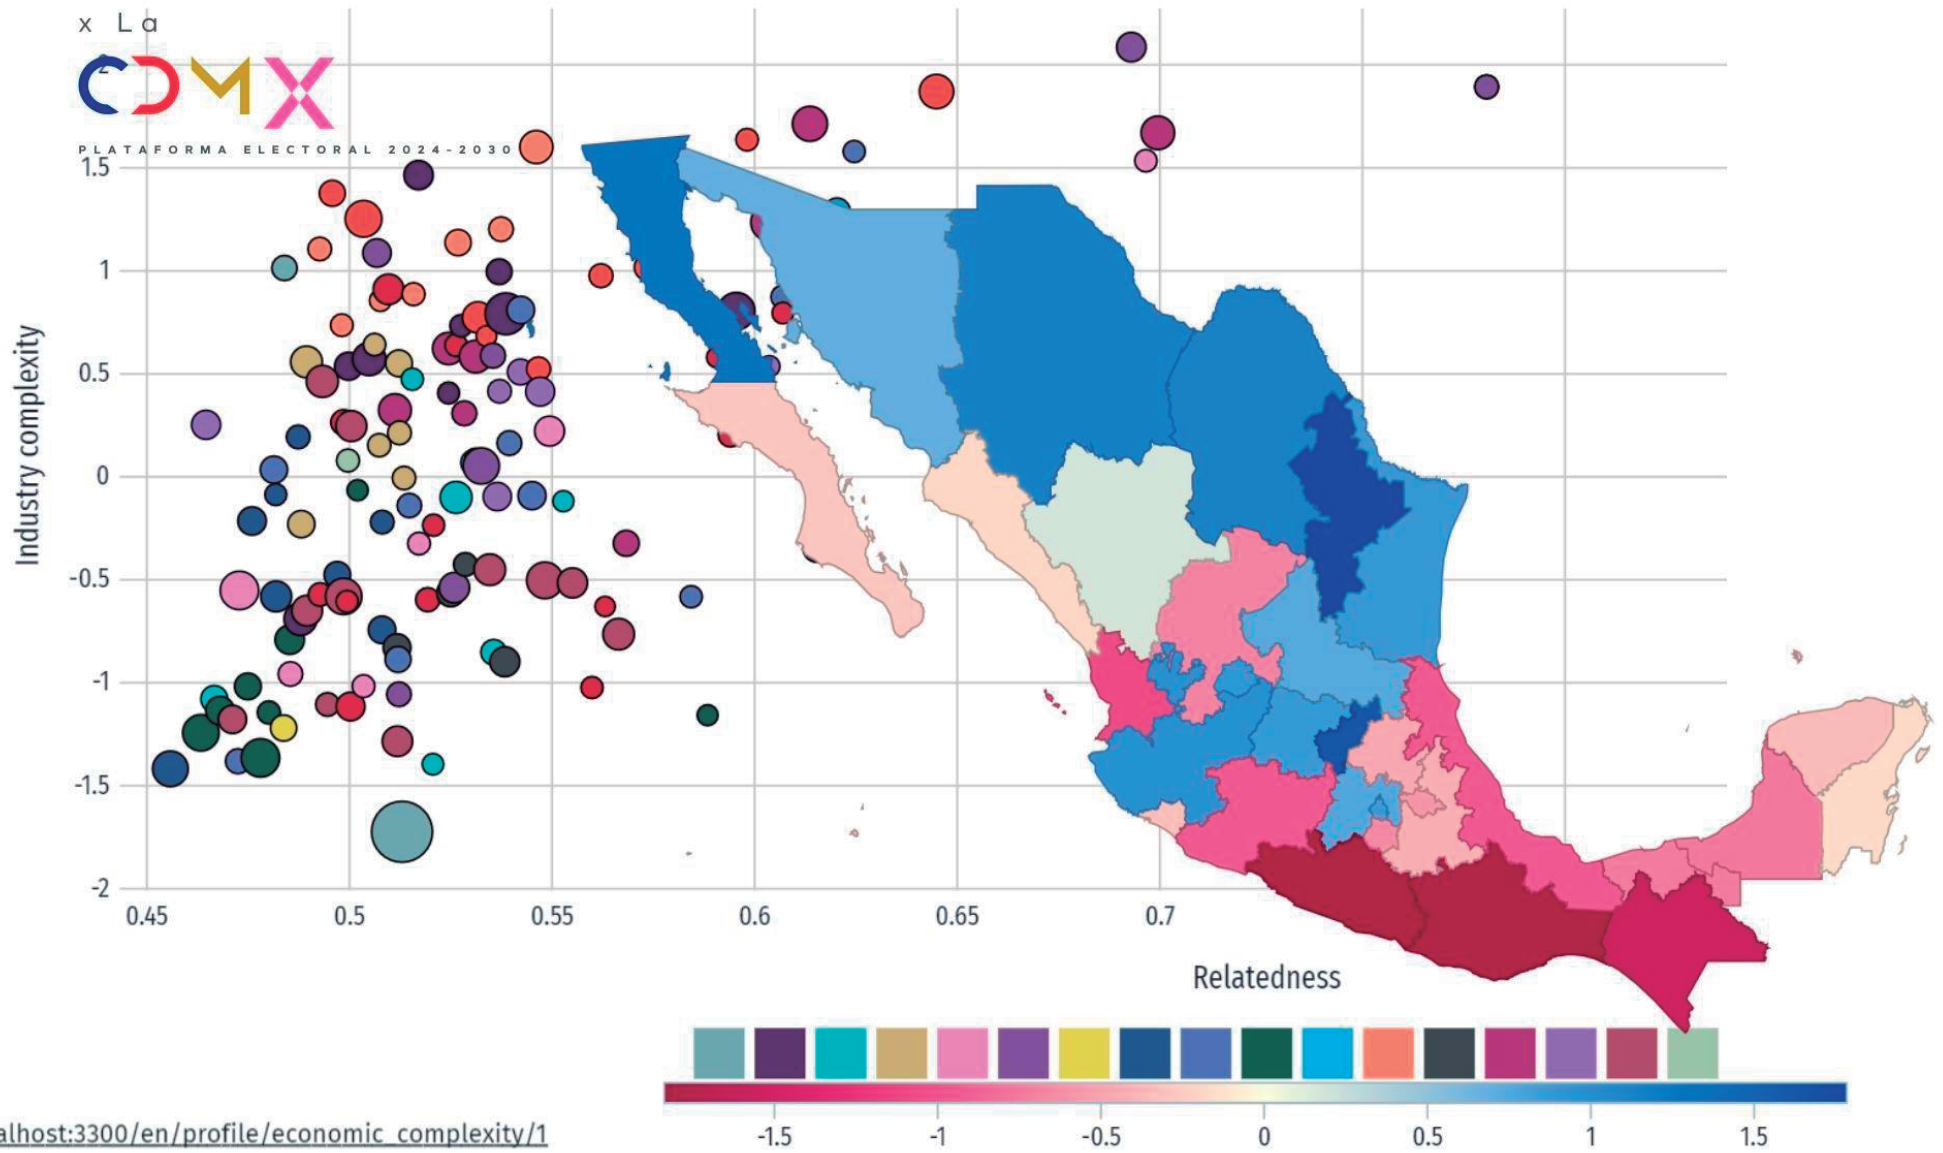 x La
CDMX
PLATAFORMA ELECTORAL 2024-2030
Industry complexity
2
1.5
1
0.5
0
-0.5
-1
-1.5
-2
0.45 0.5 0.55 0.6 0.65 0.7
Relatedness
-1.5 -1 -0.5 0 0.5 1 1.5
alhost:3300/en/profile/economic_complexity/1